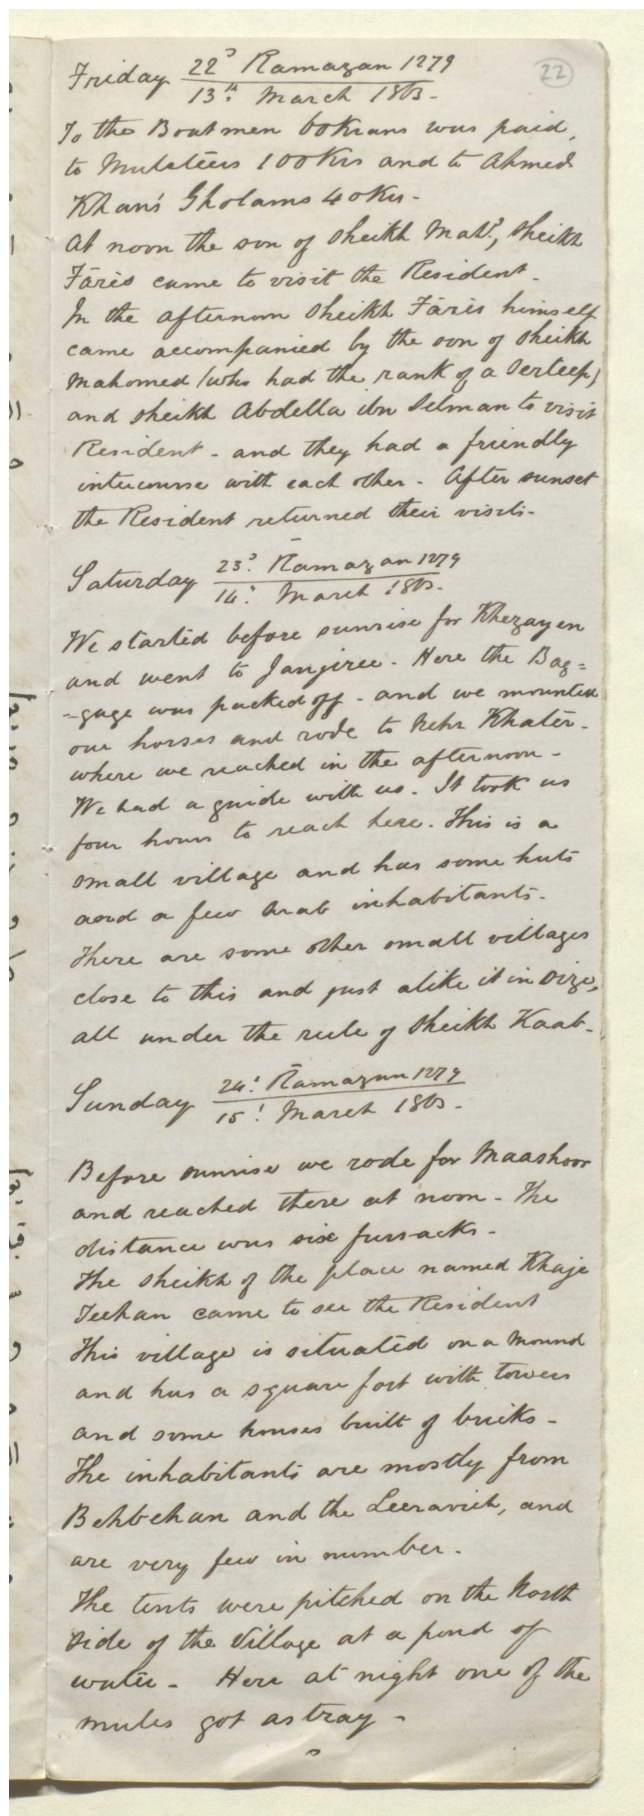 22
Friday 22d Ramazan 1279
13th March 1863.
To the Boatmen 60 Krans was paid,
to Muleteers 100 Krs and to Ahmed
Khan's Gholams 40 Krs -
At noon the son of Sheikh Mahd, Sheikh
Fāris came to visit the Resident -
In the afternoon Sheikh Fāris himself
came accompanied by the son of Sheikh
Mahomed (who had the rank of a Serteep)
and Sheikh Abdella ibn Selman to visit
Resident - and they had a friendly
intercourse with each other - After sunset
the Resident returned their visits -
Saturday 23d Ramazan 1279
14th March 1863.
We started before sunrise for Khezayen
and went to Janjiree. Here the Bag=
=gage was packed off - and we mounted
our horses and rode to Nehr Khater -
where we reached in the afternoon -
We had a guide with us. It took us
four hours to reach here. This is a
small village and has some huts
and a few Arab inhabitants -
There are some other small villages
close to this and just alike it in size,
all under the rule of Sheikh Kaab -
Sunday 24th Ramazan 1279
15th March 1863 -
Before sunrise we rode for Maashoor
and reached there at noon - The
distance was six fursacks -
The Sheikh of the place named Khaje
Teehan came to see the Resident
This village is situated on a mound
and has a square fort with towers
and some houses built of bricks -
The inhabitants are mostly from
Behbehan and the Leeravieh, and
are very few in number -
The tents were pitched on the North
side of the village at a pond of
water - Here at night one of the
mules got astray -